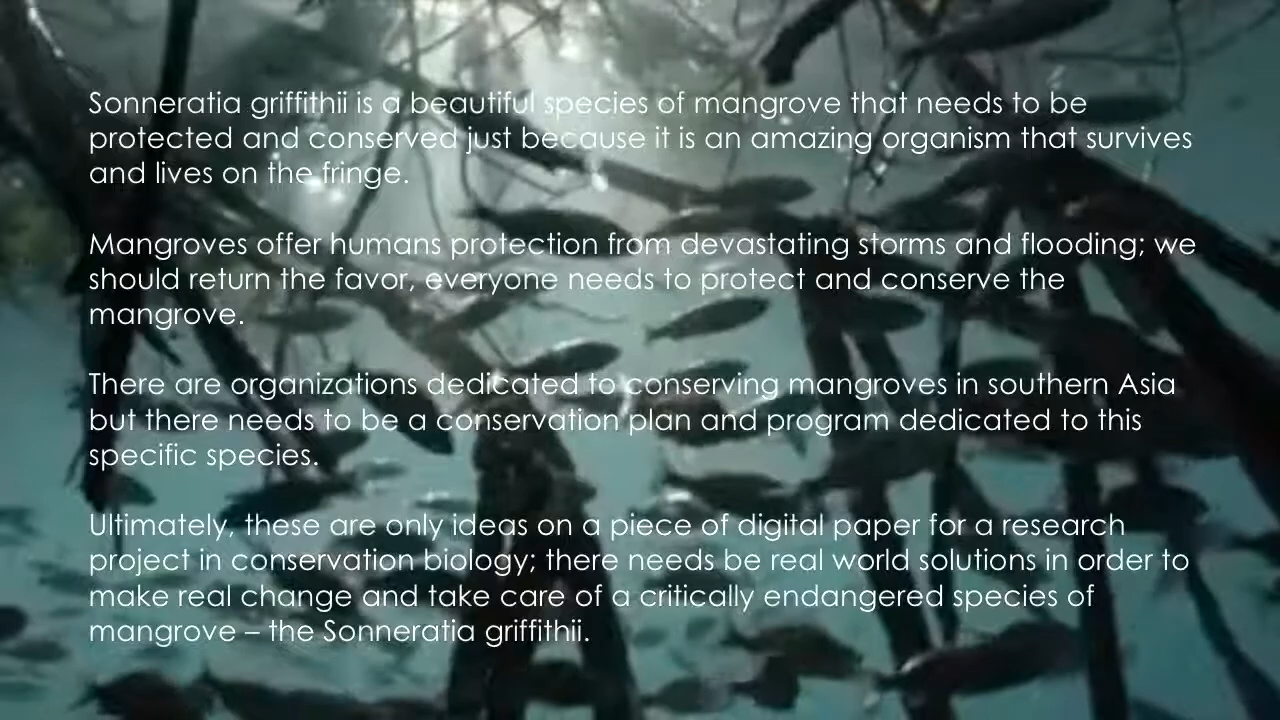 Sonneratia griffithii is a beautiful species of mangrove that needs to be
protected and conserved just because it is an amazing organism that survives
and lives on the fringe.
Mangroves offer humans protection from devastating storms and flooding; we
should return the favor, everyone needs to protect and conserve the
mangrove.
There are organizations dedicated to conserving mangroves in southern Asia
but there needs to be a conservation plan and program dedicated to this
specific species.
Ultimately, these are only ideas on a piece of digital paper for a research
project in conservation biology; there needs be real world solutions in order to
make real change and take care of a critically endangered species of
mangrove – the Sonneratia griffithii.